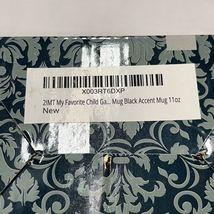 X003RT6DXP
2IMT My Favorite Child Ga... Mug Black Accent Mug 11oz
New